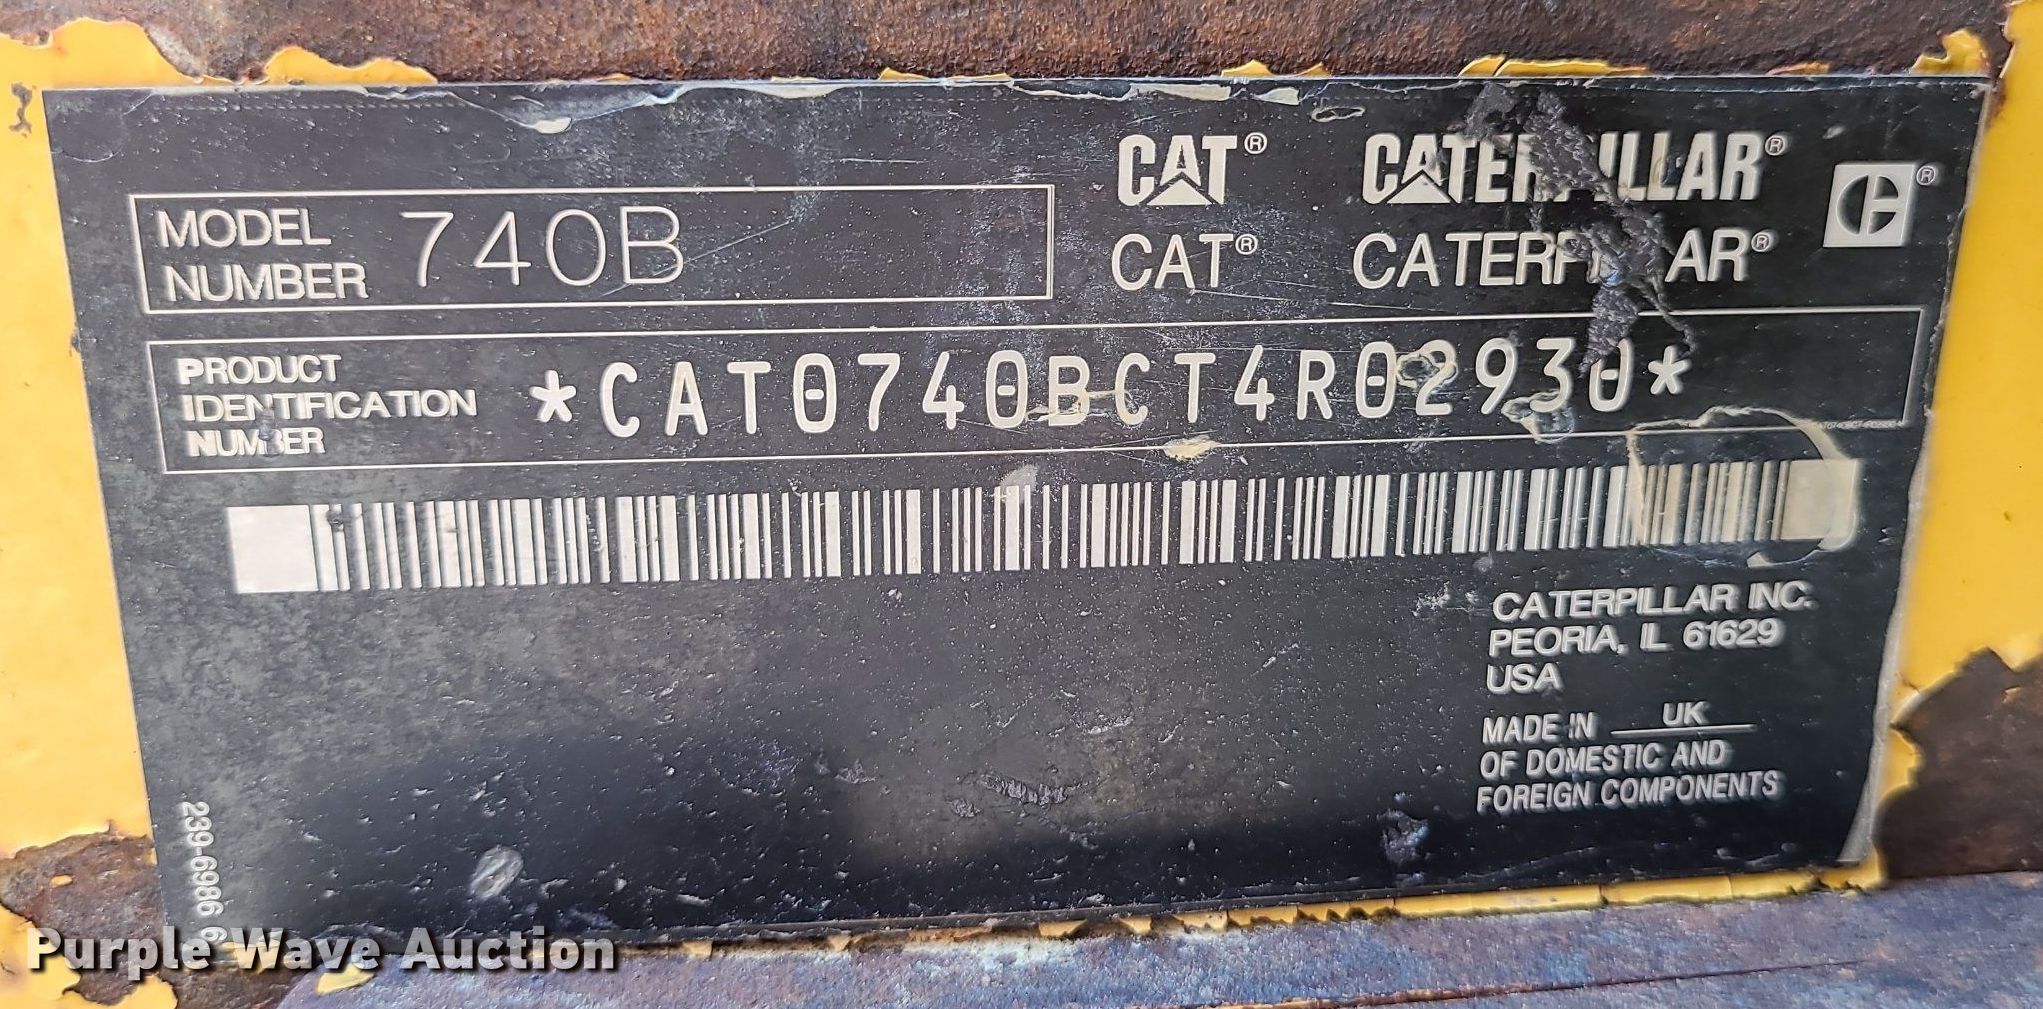 CAT® CATERPILLAR® ®
MODEL NUMBER 740B
CAT® CATERPILLAR®
PRODUCT IDENTIFICATION NUMBER *CAT0740BCT4R02930*
CATERPILLAR INC.
PEORIA, IL 61629
USA
MADE IN UK
OF DOMESTIC AND
FOREIGN COMPONENTS
239-6986 6
Purple Wave Auction